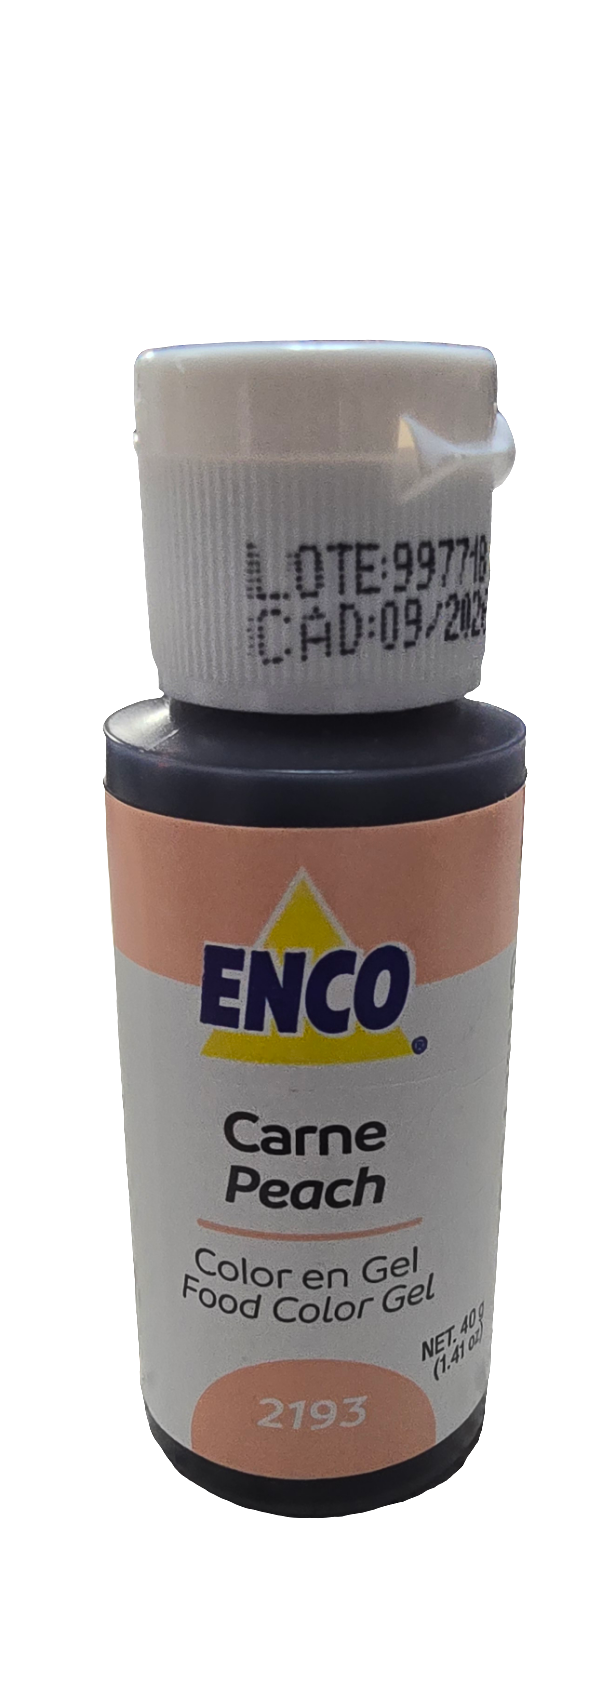 LOTE:997718
CAD:09/202
ENCO
®
Carne
Peach
Color en Gel
Food Color Gel
NET. 40 g
(1.41 oz)
2193